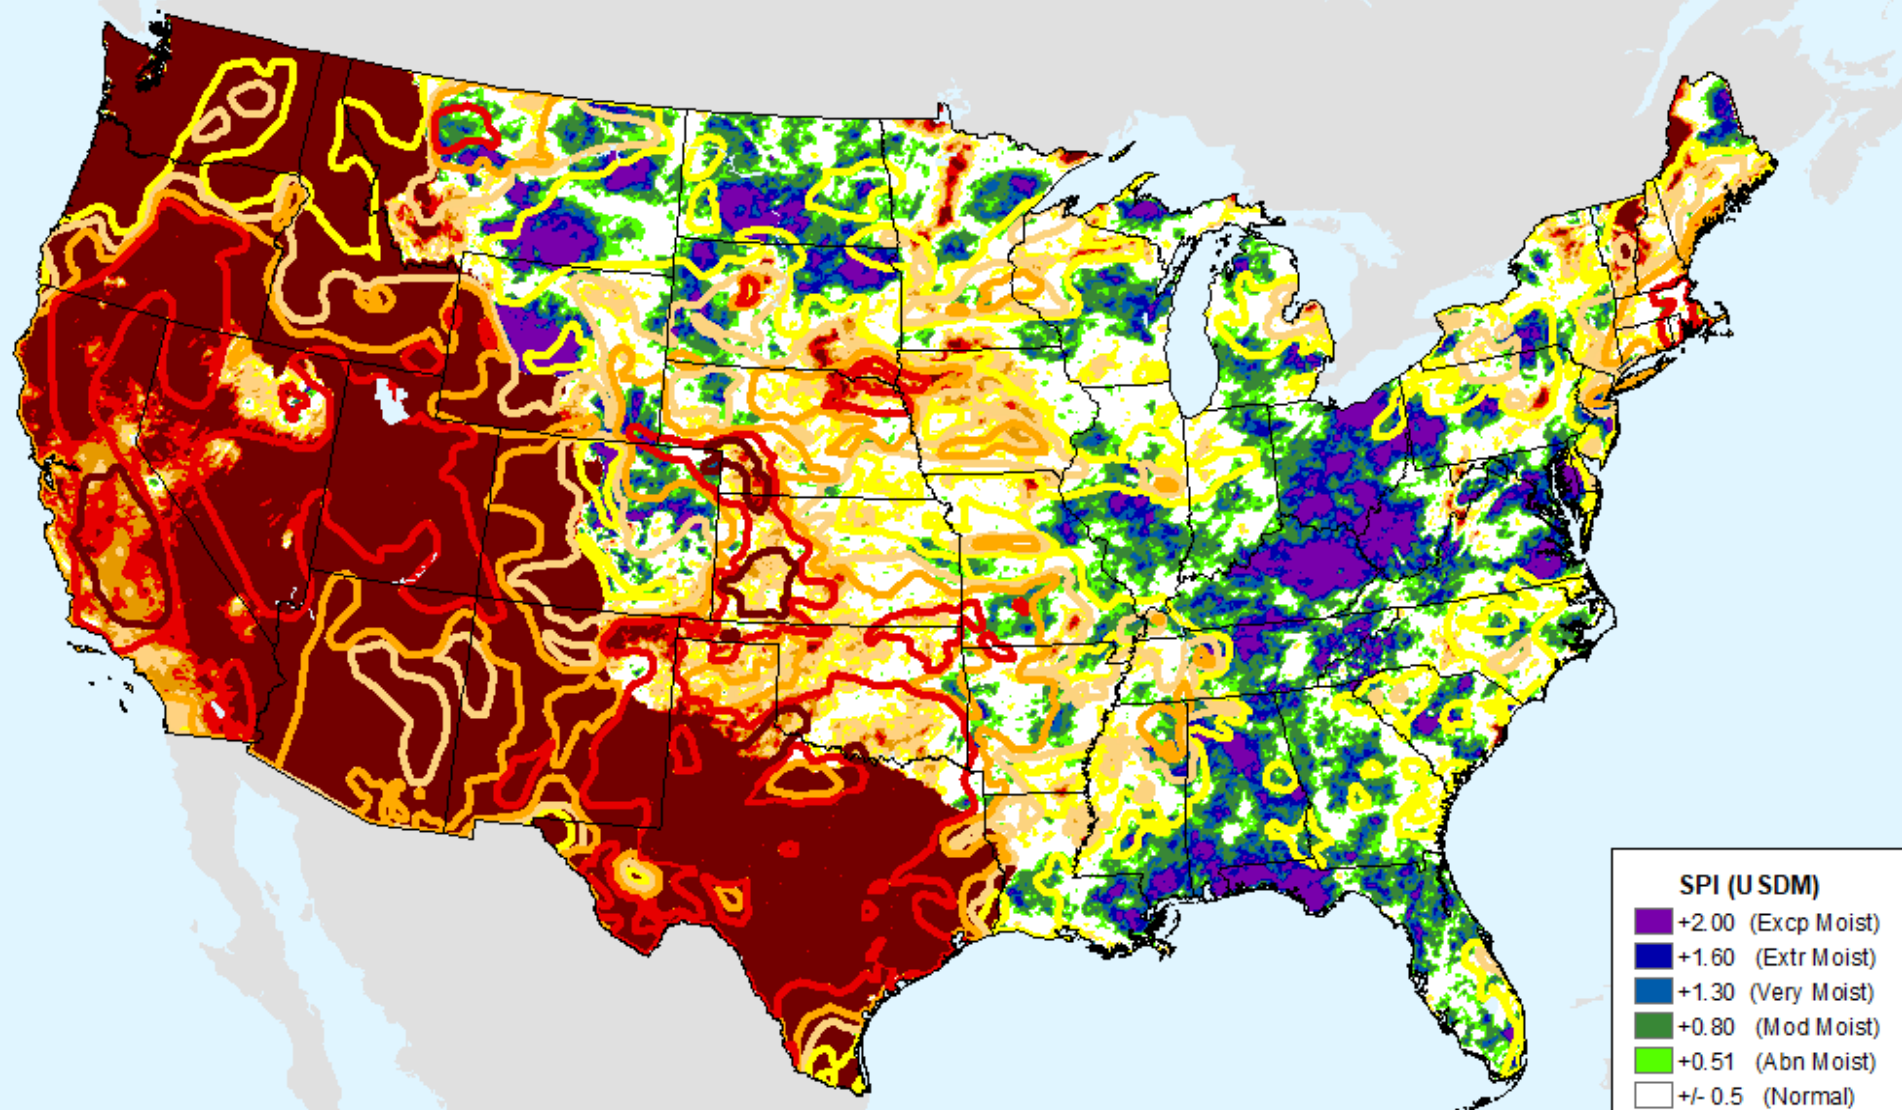 SPI (USDM)
+2.00 (Excp Moist)
+1.60 (Extr Moist)
+1.30 (Very Moist)
+0.80 (Mod Moist)
+0.51 (Abn Moist)
+/- 0.5 (Normal)